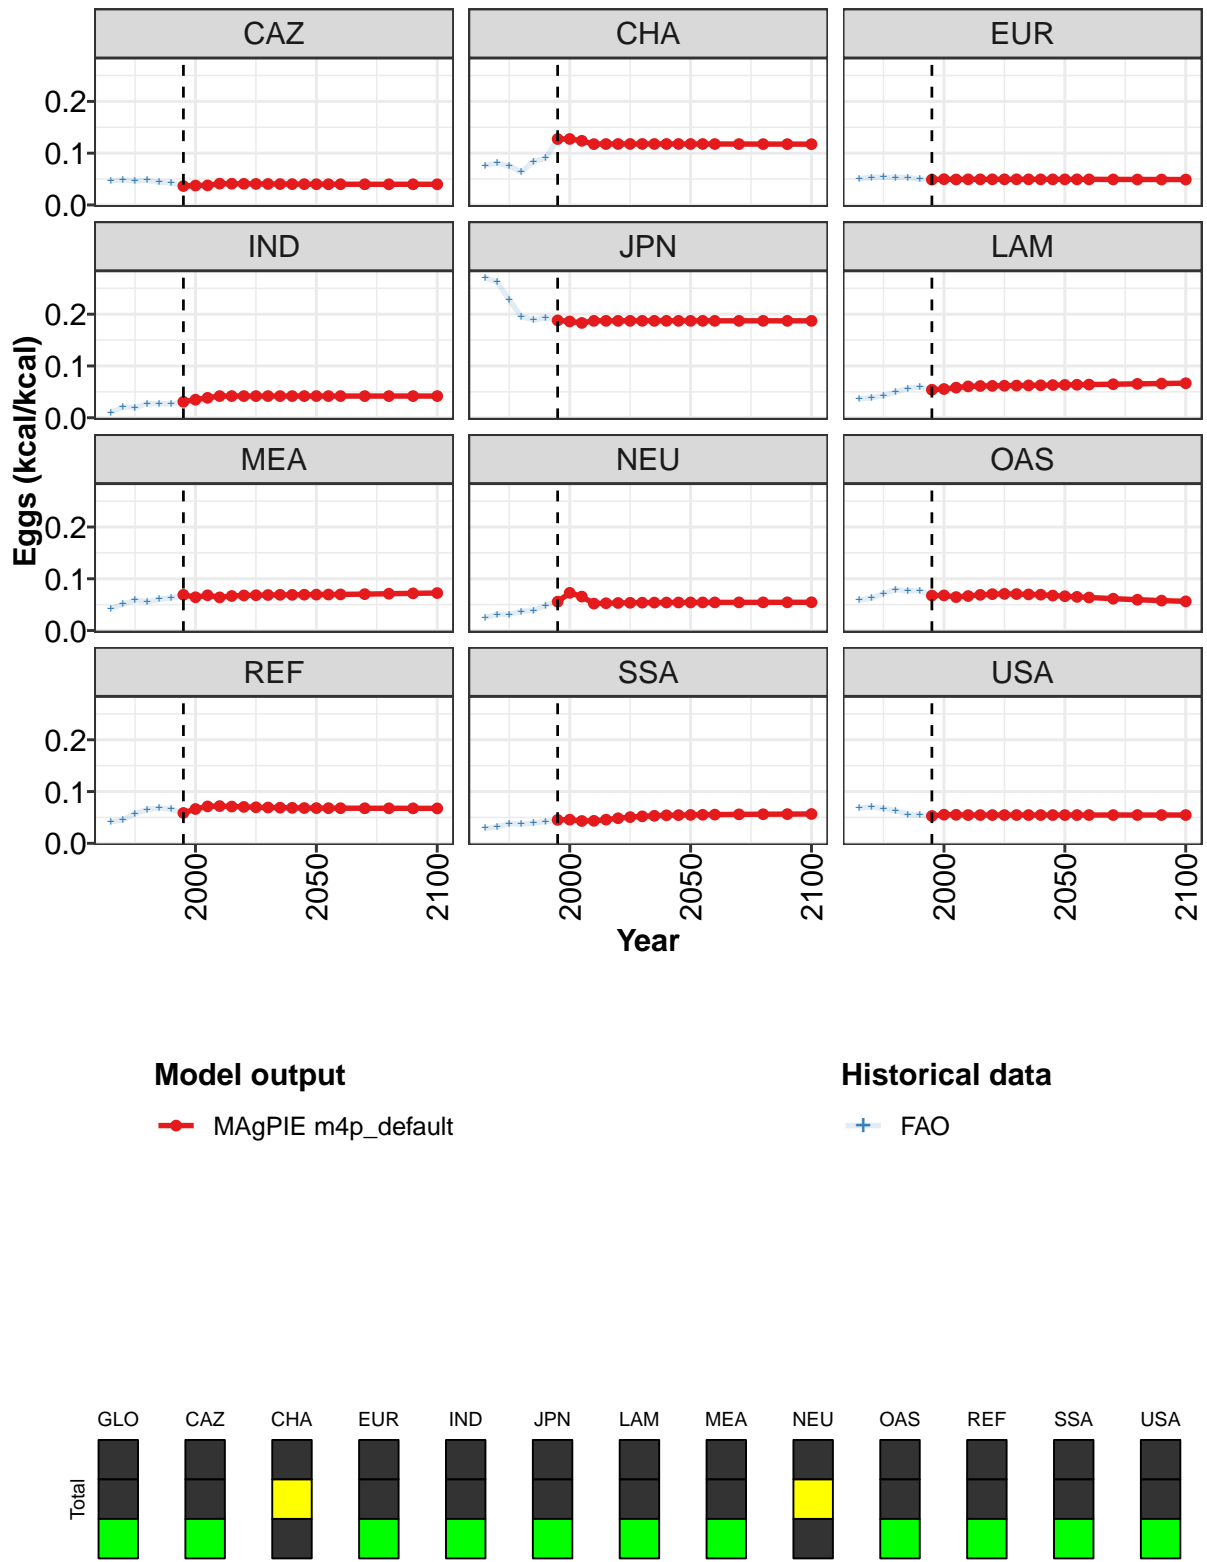 CAZ CHA EUR
0.2
0.1
0.0
IND JPN LAM
0.2
0.1
0.0
MEA NEU OAS
0.2
0.1
0.0
REF SSA USA
0.2
0.1
0.0
Eggs (kcal/kcal)
2000 2050 2100 2000 2050 2100 2000 2050 2100
Year
Model output Historical data
MAgPIE m4p_default FAO
GLO CAZ CHA EUR IND JPN LAM MEA NEU OAS REF SSA USA
Total